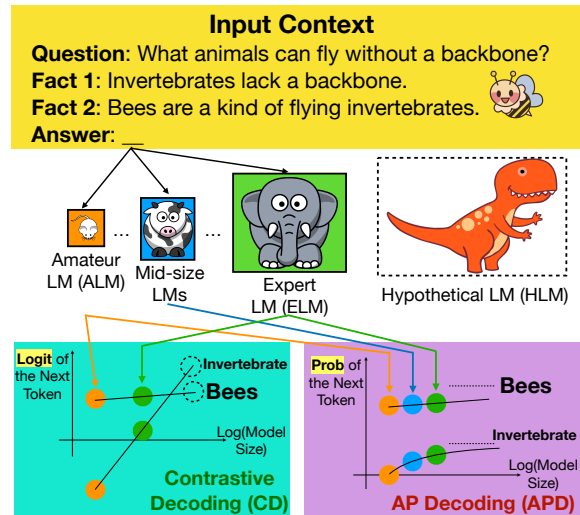 Input Context
Question: What animals can fly without a backbone?
Fact 1: Invertebrates lack a backbone.
Fact 2: Bees are a kind of flying invertebrates.
Answer: __
... ...
Amateur
LM (ALM)
Mid-size
LMs
Expert
LM (ELM)
Hypothetical LM (HLM)
Logit of
the Next
Token
Invertebrate
Bees
Log(Model
Size)
Contrastive
Decoding (CD)
Prob of
the Next
Token
Bees
Invertebrate
Log(Model
Size)
AP Decoding (APD)